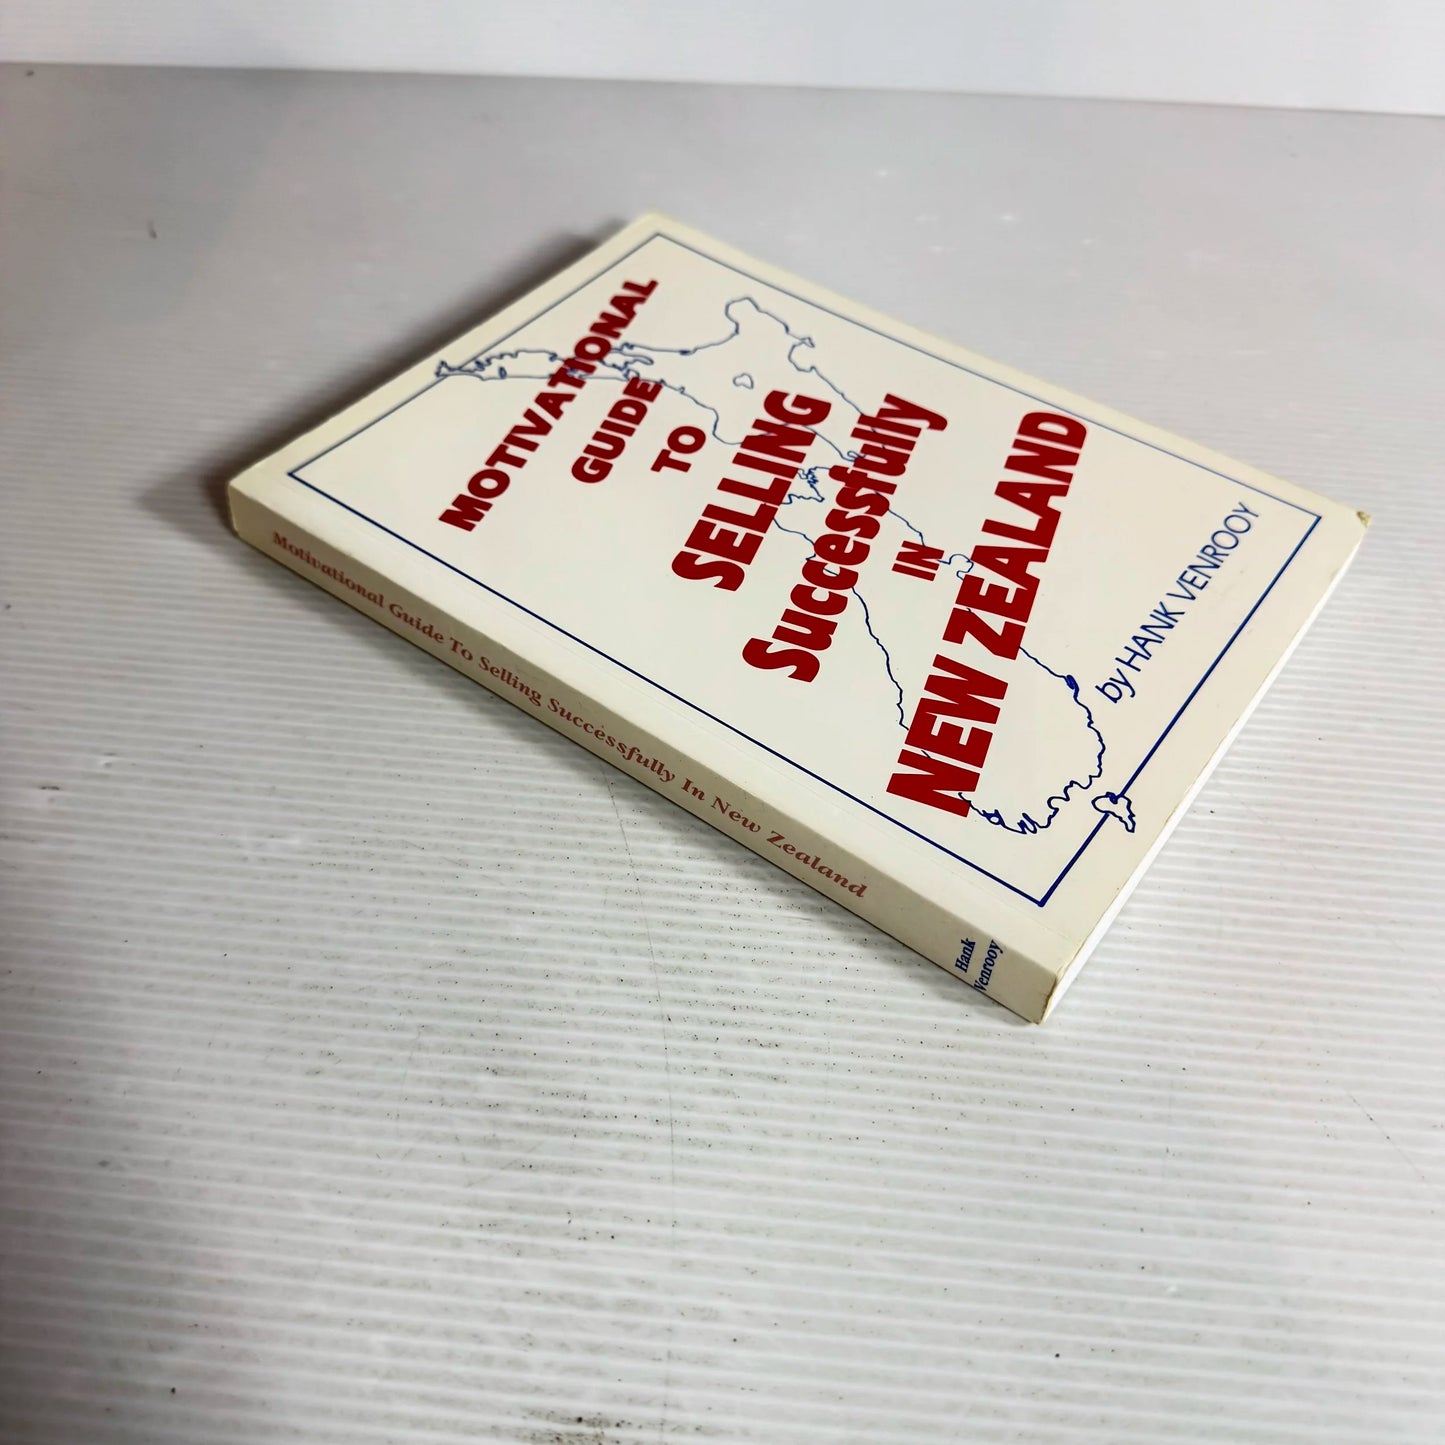 MOTIVATIONAL
GUIDE
TO
SELLING
Successfully
IN
NEW ZEALAND
by HANK VENROOY
Motivational Guide To Selling Successfully In New Zealand
Hank
Venrooy